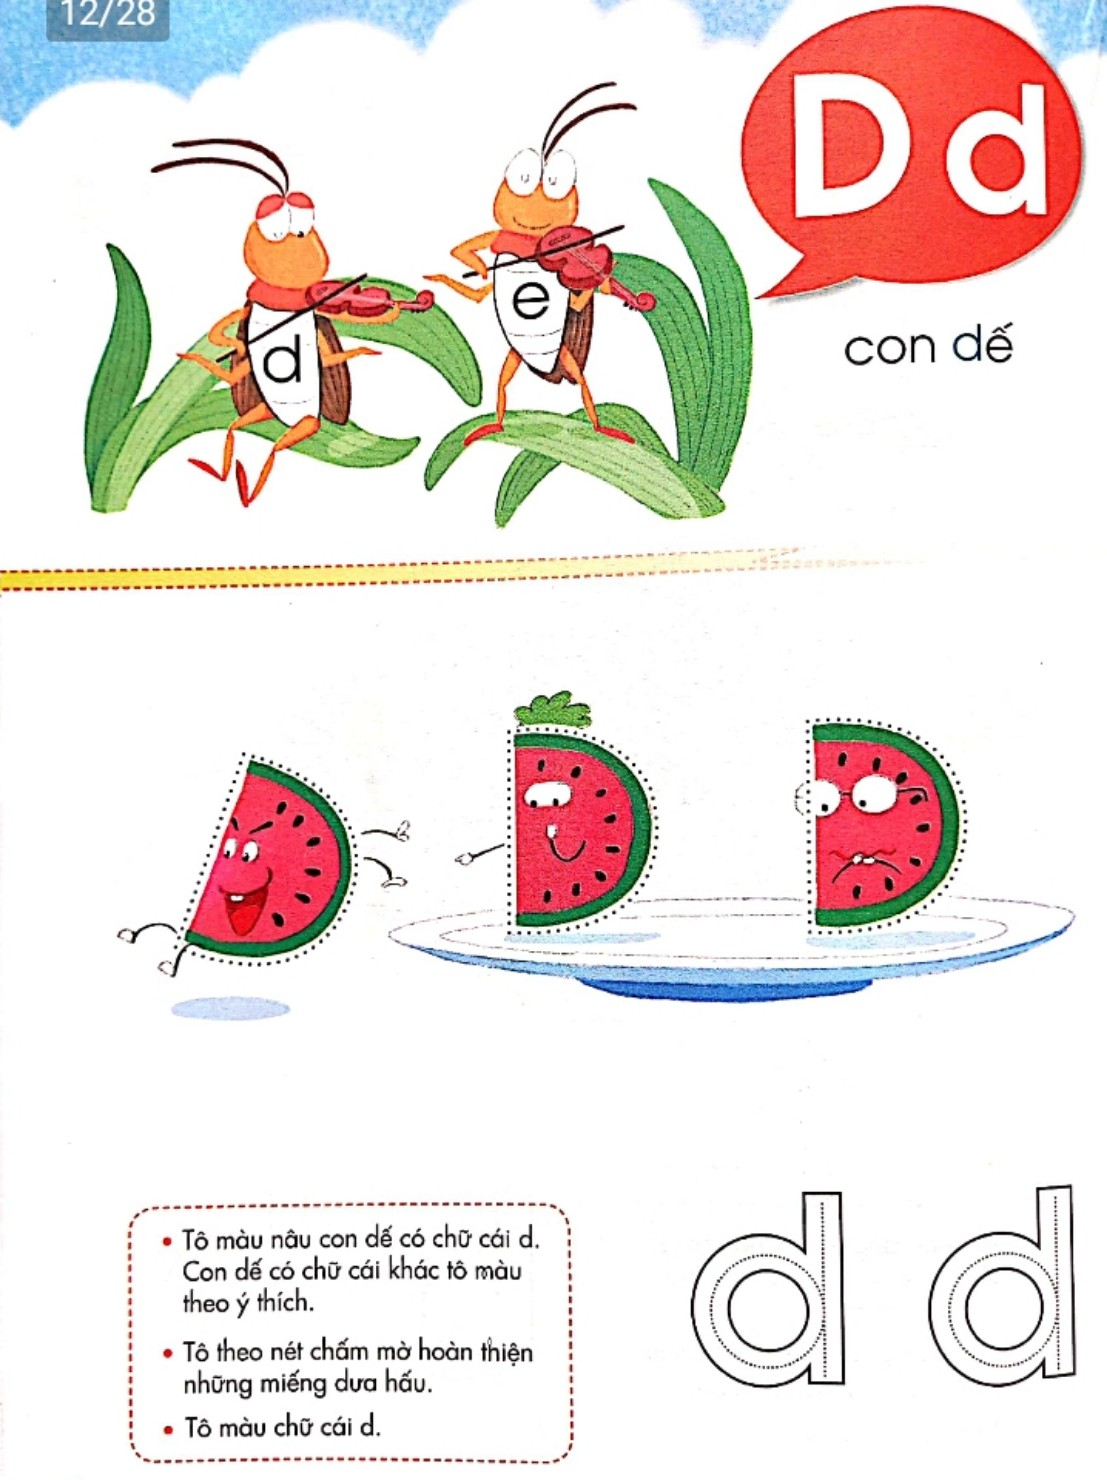 12/28
D d
d
e
con dế
• Tô màu nâu con dế có chữ cái d.
Con dế có chữ cái khác tô màu
theo ý thích.
• Tô theo nét chấm mờ hoàn thiện
những miếng dưa hấu.
• Tô màu chữ cái d.
d d